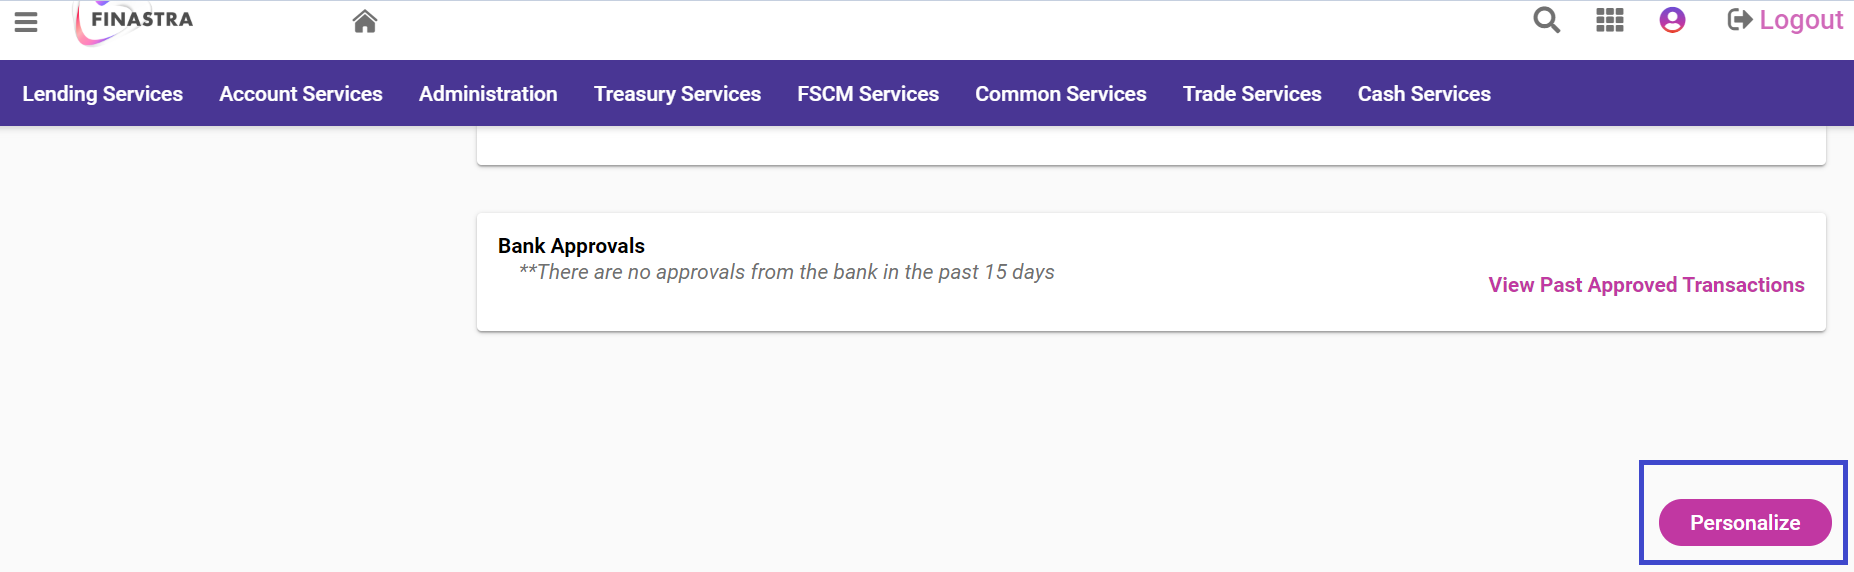 FINASTRA
Logout
Lending Services Account Services Administration Treasury Services FSCM Services Common Services Trade Services Cash Services
Bank Approvals
**There are no approvals from the bank in the past 15 days
View Past Approved Transactions
Personalize